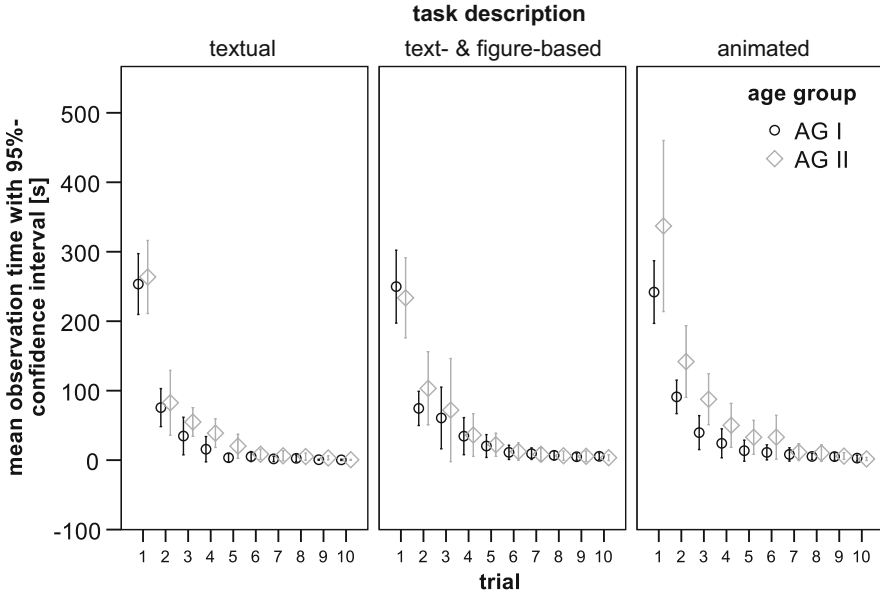 task description
textual
text- & figure-based
animated
age group
AG I
AG II
mean observation time with 95%-
confidence interval [s]
500
400
300
200
100
0
-100
1 2 3 4 5 6 7 8 9 10
1 2 3 4 5 6 7 8 9 10
1 2 3 4 5 6 7 8 9 10
trial